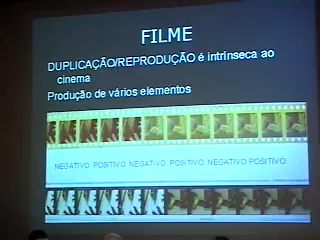 FILME
DUPLICAÇÃO/REPRODUÇÃO é intrínseca ao
cinema
Produção de vários elementos
NEGATIVO POSITIVO NEGATIVO POSITIVO NEGATIVO POSITIVO